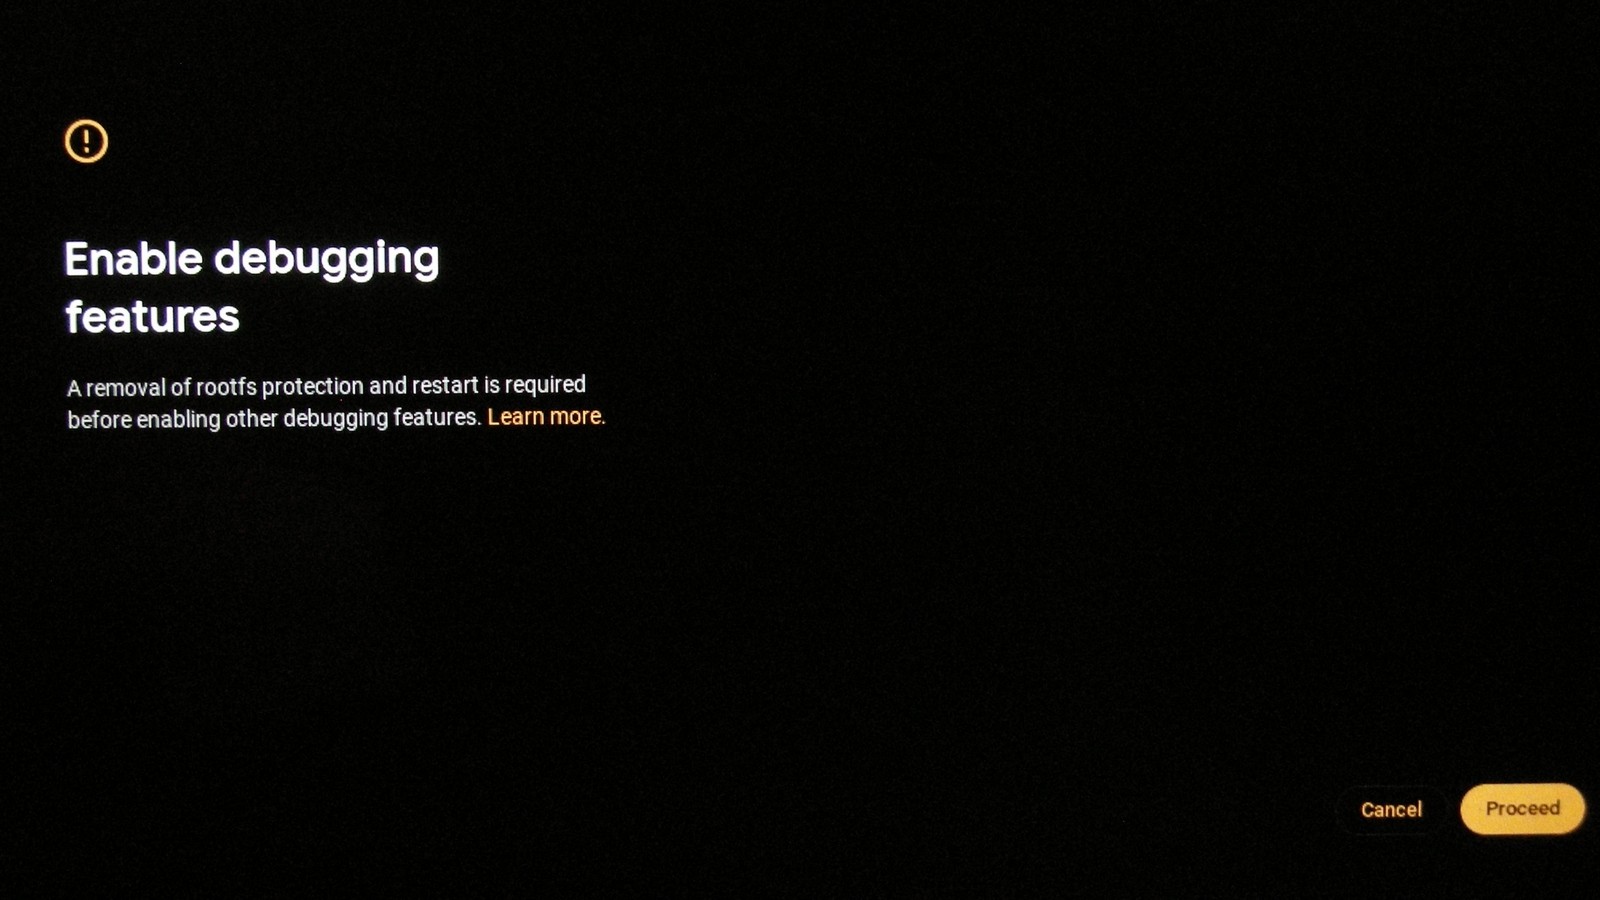 Enable debugging
features
A removal of rootfs protection and restart is required
before enabling other debugging features. Learn more.
Cancel
Proceed